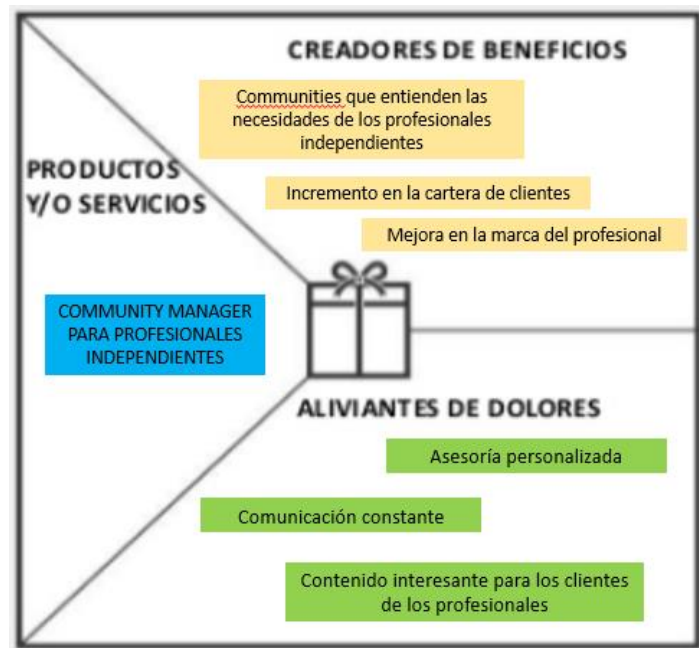 CREADORES DE BENEFICIOS
Communities que entienden las
necesidades de los profesionales
independientes
Incremento en la cartera de clientes
Mejora en la marca del profesional
PRODUCTOS
Y/O SERVICIOS
COMMUNITY MANAGER
PARA PROFESIONALES
INDEPENDIENTES
ALIVIANTES DE DOLORES
Asesoría personalizada
Comunicación constante
Contenido interesante para los clientes
de los profesionales